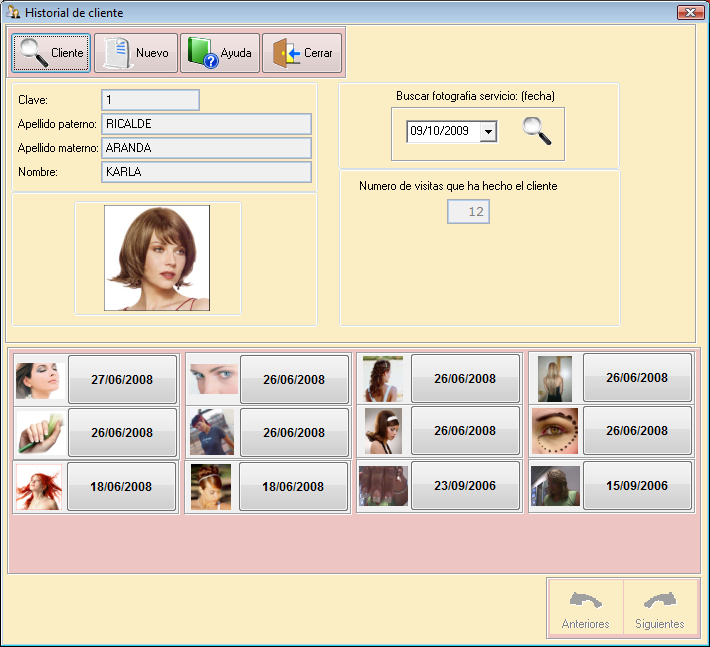 Historial de cliente
Cliente Nuevo Ayuda Cerrar
Clave: 1
Apellido paterno: RICALDE
Apellido materno: ARANDA
Nombre: KARLA
Buscar fotografia servicio: (fecha)
09/10/2009
Numero de visitas que ha hecho el cliente
12
27/06/2008 26/06/2008 26/06/2008 26/06/2008
26/06/2008 26/06/2008 26/06/2008 26/06/2008
18/06/2008 18/06/2008 23/09/2006 15/09/2006
Anteriores Siguientes